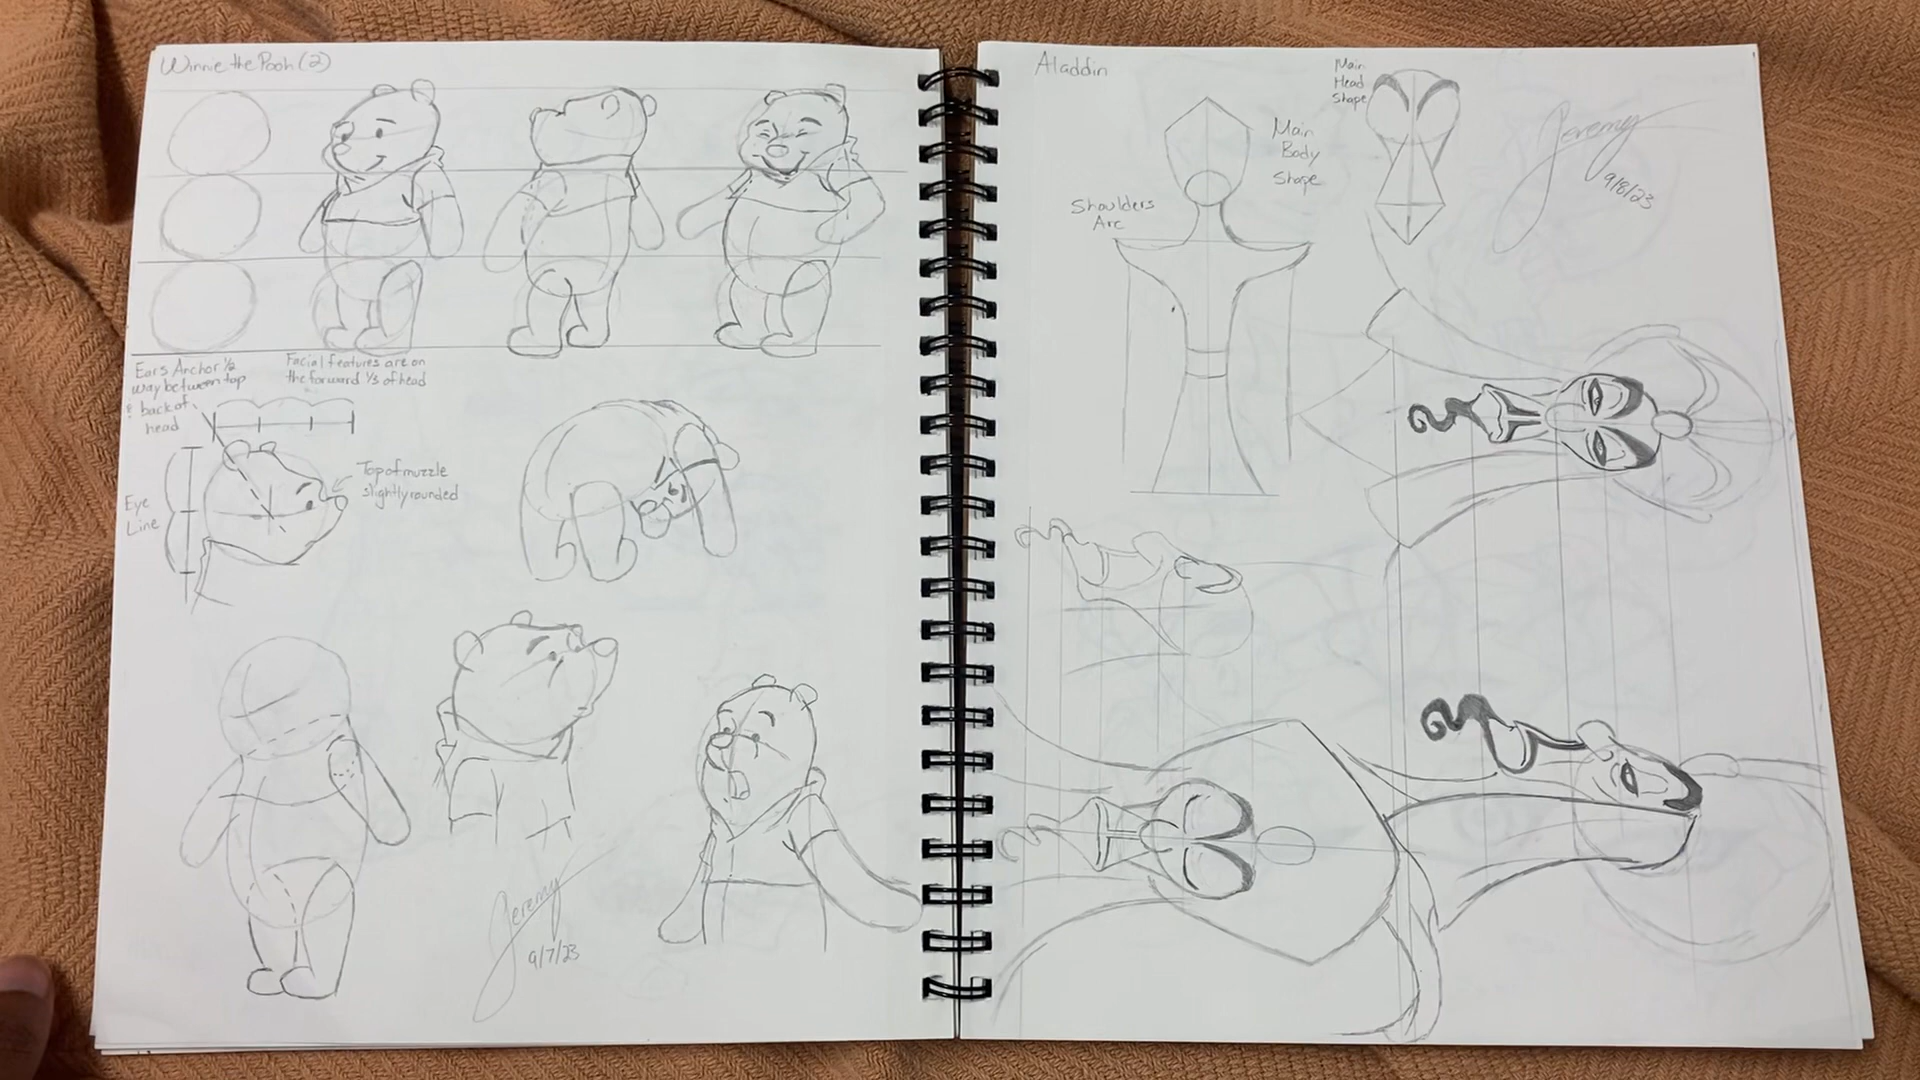 Winnie the Pooh (2)
Ears Anchor 1/2
way between top
& back of
head
Facial features are on
the forward 1/3 of head
Eye
Line
Top of muzzle
slightly rounded
Jeremy
9/7/23
Aladdin
Main
Head
Shape
Main
Body
Shape
Shoulders
Arc
Jeremy
9/8/23